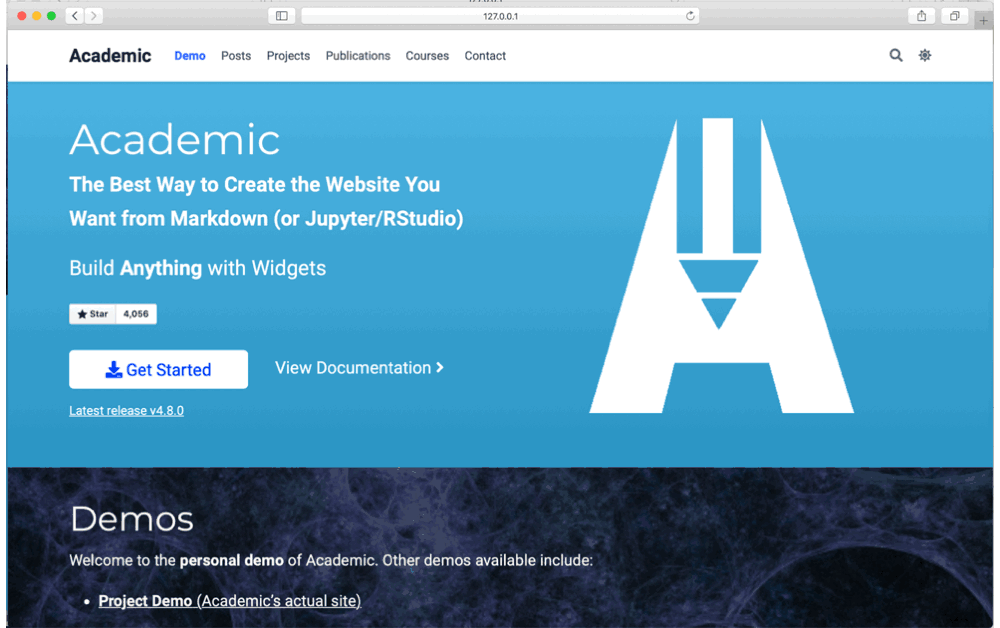 127.0.0.1
Academic
Demo Posts Projects Publications Courses Contact
Academic
The Best Way to Create the Website You
Want from Markdown (or Jupyter/RStudio)
Build Anything with Widgets
Star 4,056
Get Started
View Documentation
Latest release v4.8.0
Demos
Welcome to the personal demo of Academic. Other demos available include:
• Project Demo (Academic's actual site)